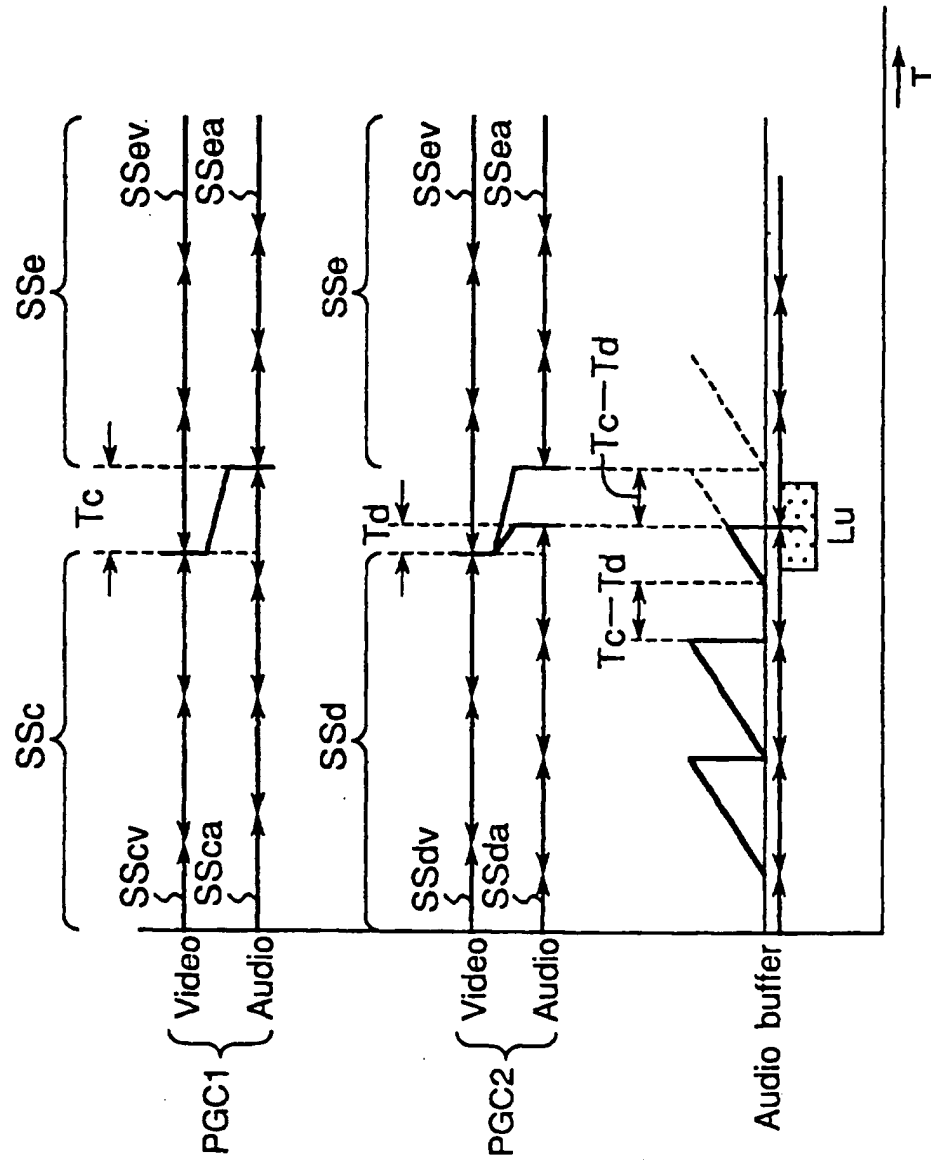 SSc
SSe
Tc
SScv
SSev
SSca
SSea
PGC1
Video
Audio
SSd
SSe
Td
SSdv
SSev
SSda
SSea
PGC2
Video
Audio
Tc—Td
Tc—Td
Audio buffer
Lu
T